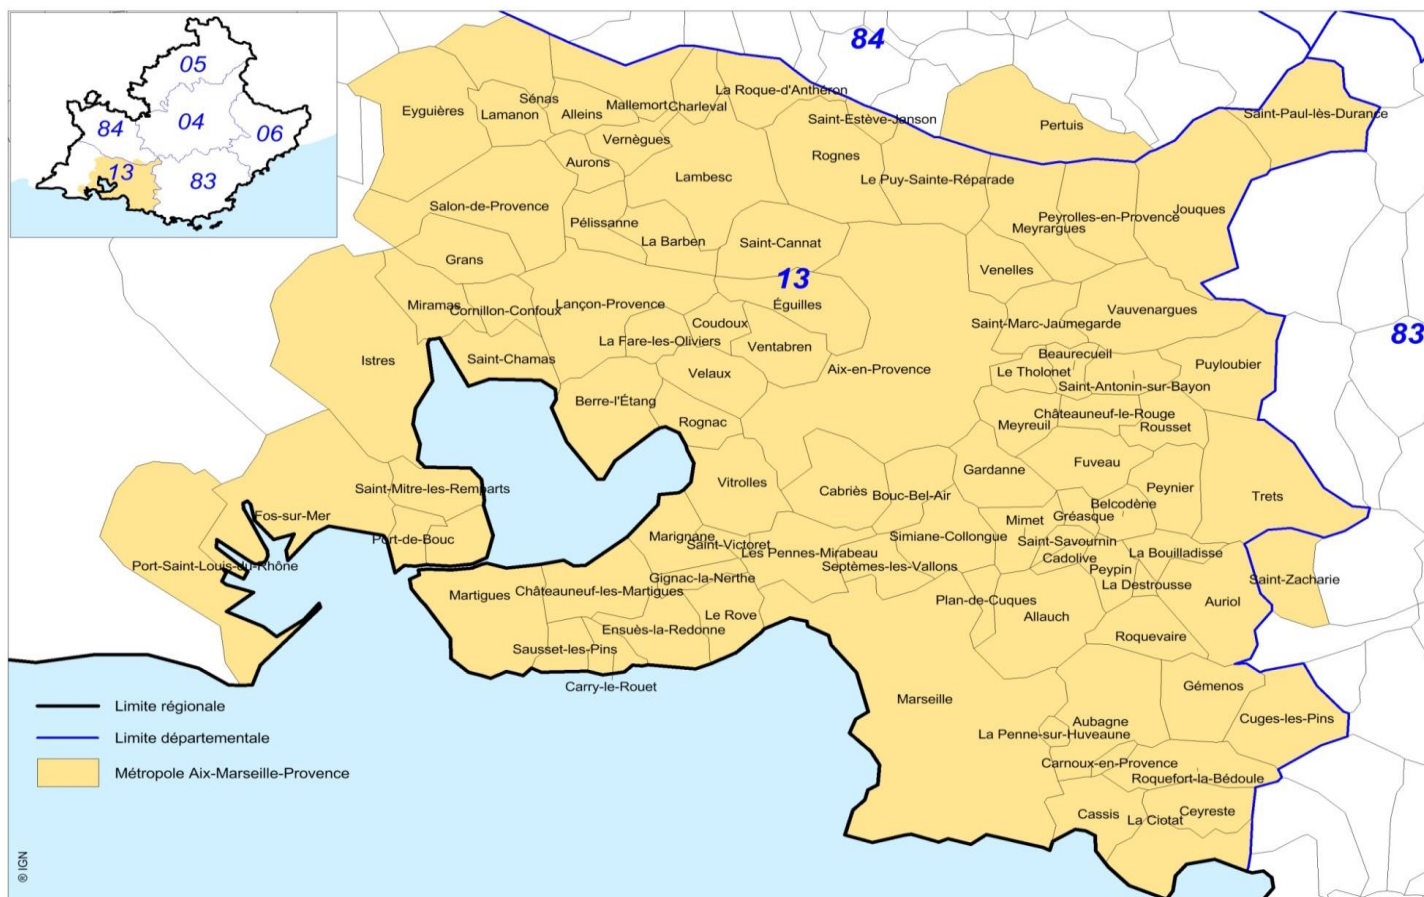 05
84
04
06
13
83
84
La Roque-d'Anthéron
Sénas
Mallemort
Charleval
Eyguières
Lamanon
Alleins
Saint-Estève-Janson
Pertuis
Saint-Paul-lès-Durance
Vernègues
Aurons
Rognes
Lambesc
Le Puy-Sainte-Réparade
Salon-de-Provence
Pélissanne
Peyrolles-en-Provence
Jouques
Meyrargues
La Barben
Saint-Cannat
Grans
Venelles
13
Miramas
Cornillon-Confoux
Lançon-Provence
Éguilles
Vauvenargues
Coudoux
Saint-Marc-Jaumegarde
83
La Fare-les-Oliviers
Ventabren
Istres
Saint-Chamas
Beaurecueil
Velaux
Aix-en-Provence
Le Tholonet
Puyloubier
Saint-Antonin-sur-Bayon
Berre-l'Étang
Rognac
Châteauneuf-le-Rouge
Meyreuil
Rousset
Gardanne
Fuveau
Saint-Mitre-les-Remparts
Vitrolles
Cabriès
Bouc-Bel-Air
Peynier
Trets
Belcodène
Fos-sur-Mer
Gréasque
Mimet
Port-de-Bouc
Marignane
Saint-Victoret
Simiane-Collongue
Saint-Savournin
Les Pennes-Mirabeau
La Bouilladisse
Port-Saint-Louis-du-Rhône
Septèmes-les-Vallons
Cadolive
Peypin
Gignac-la-Nerthe
La Destrousse
Saint-Zacharie
Martigues
Châteauneuf-les-Martigues
Plan-de-Cuques
Auriol
Le Rove
Allauch
Ensuès-la-Redonne
Roquevaire
Sausset-les-Pins
Carry-le-Rouet
Marseille
Gémenos
Aubagne
Cuges-les-Pins
La Penne-sur-Huveaune
Carnoux-en-Provence
Roquefort-la-Bédoule
Cassis
La Ciotat
Ceyreste
Limite régionale
Limite départementale
Métropole Aix-Marseille-Provence
® IGN